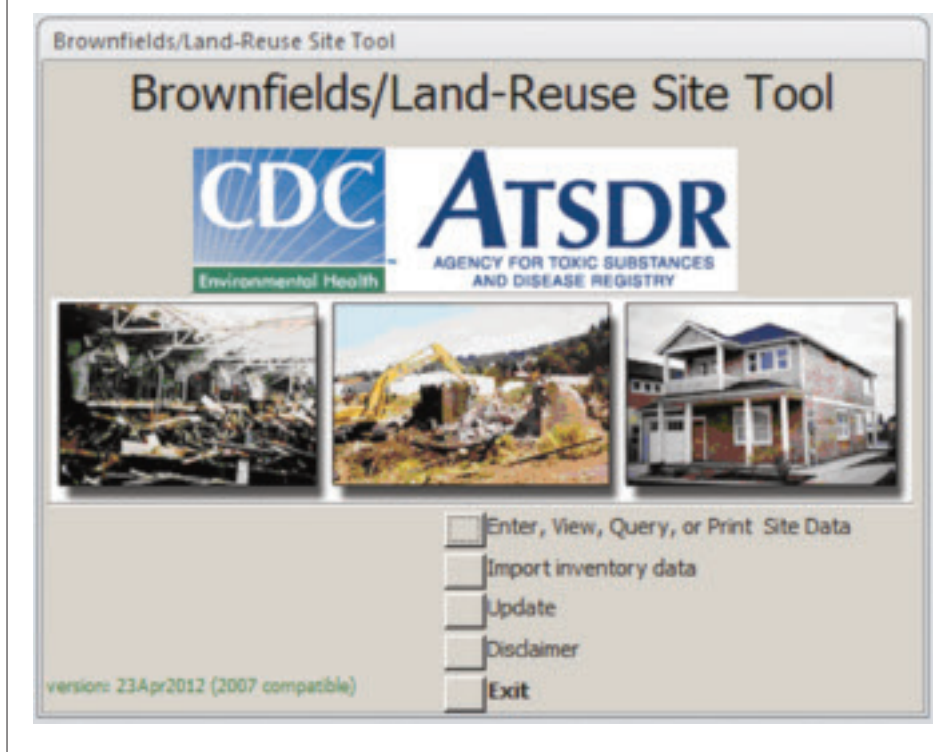 Brownfields/Land-Reuse Site Tool
Brownfields/Land-Reuse Site Tool
CDC
Environmental Health
ATSDR
AGENCY FOR TOXIC SUBSTANCES
AND DISEASE REGISTRY
Enter, View, Query, or Print Site Data
Import inventory data
Update
Disclaimer
version: 23Apr2012 (2007 compatible)
Exit